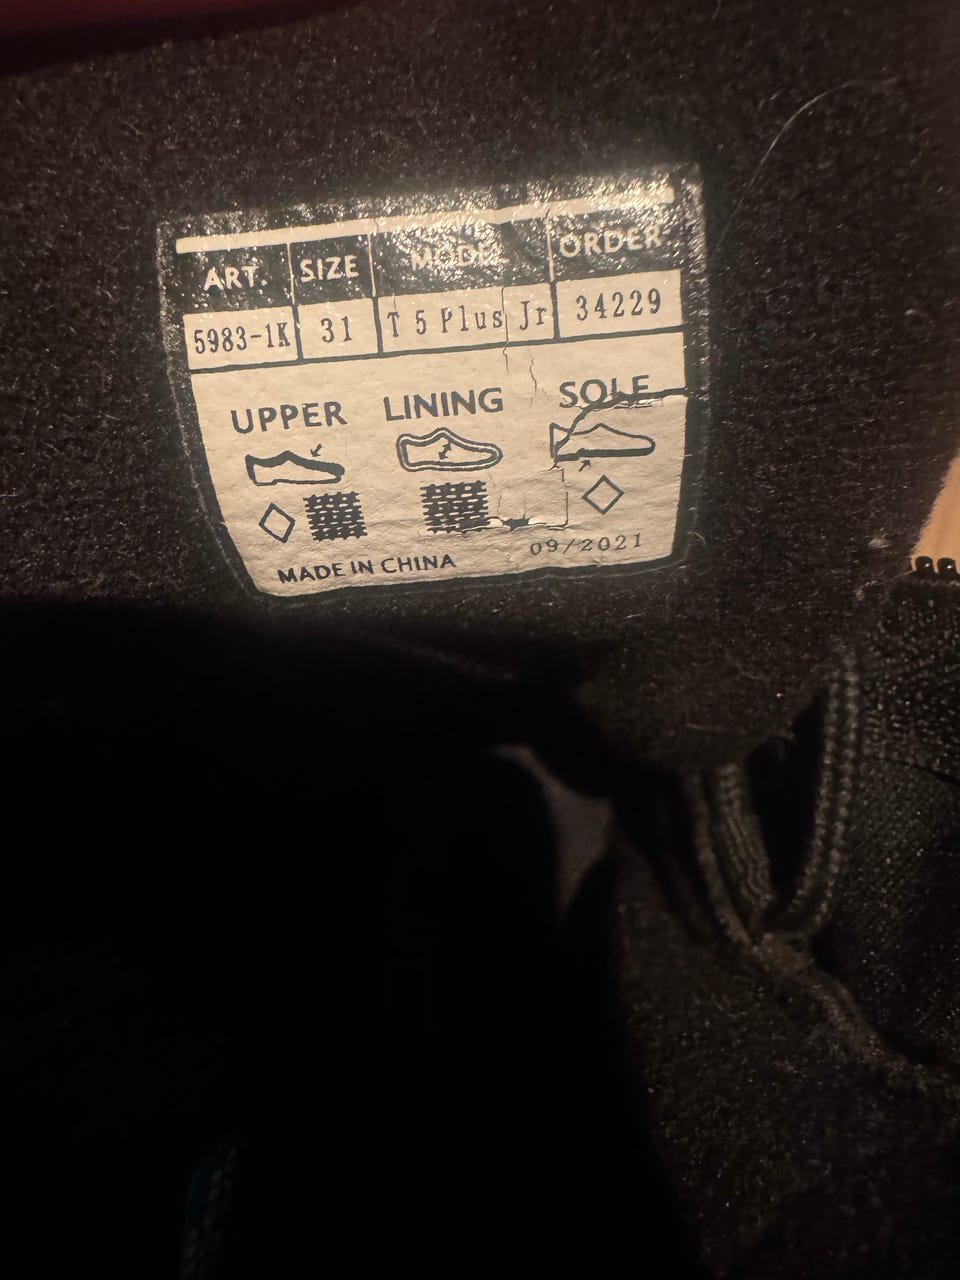 ART. SIZE MODEL ORDER.
5983-1K 31 T 5 Plus Jr 34229
UPPER LINING SOLE
MADE IN CHINA 09/2021